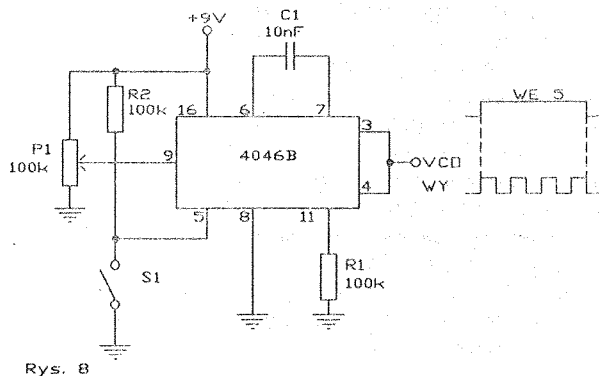 C1
10nF
+9V
R2
100k
16
6
7
WE 5
3
P1
100k
9
4046B
VCO
WY
4
5
8
11
S1
R1
100k
Rys. 8